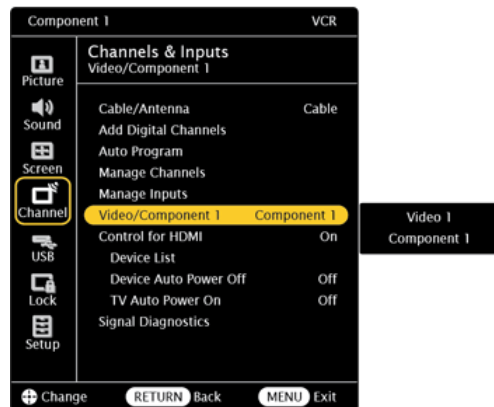 Component 1 VCR
Channels & Inputs
Video/Component 1
Picture
Sound
Screen
Channel
USB
Lock
Setup
Cable/Antenna Cable
Add Digital Channels
Auto Program
Manage Channels
Manage Inputs
Video/Component 1 Component 1
Control for HDMI On
Device List
Device Auto Power Off Off
TV Auto Power On Off
Signal Diagnostics
Video 1
Component 1
Change RETURN Back MENU Exit